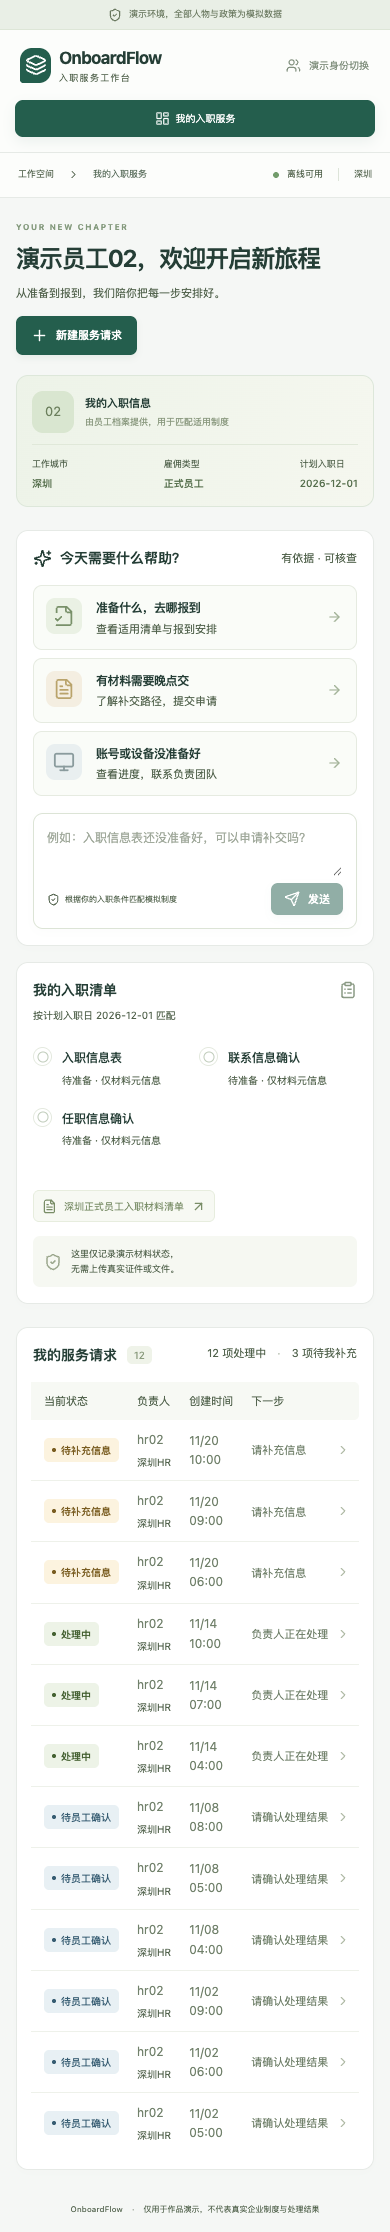 演示环境，全部人物与政策为模拟数据
OnboardFlow
入职服务工作台
演示身份切换
我的入职服务
工作空间 > 我的入职服务
离线可用
深圳
YOUR NEW CHAPTER
演示员工02，欢迎开启新旅程
从准备到报到，我们陪你把每一步安排好。
新建服务请求
02
我的入职信息
由员工档案提供，用于匹配适用制度
工作城市 雇佣类型 计划入职日
深圳 正式员工 2026-12-01
今天需要什么帮助？
有依据 · 可核查
准备什么，去哪报到
查看适用清单与报到安排
有材料需要晚点交
了解补交路径，提交申请
账号或设备没准备好
查看进度，联系负责团队
例如：入职信息表还没准备好，可以申请补交吗？
根据你的入职条件匹配模拟制度
发送
我的入职清单
按计划入职日 2026-12-01 匹配
入职信息表
待准备 · 仅材料元信息
联系信息确认
待准备 · 仅材料元信息
任职信息确认
待准备 · 仅材料元信息
深圳正式员工入职材料清单
这里仅记录演示材料状态，
无需上传真实证件或文件。
我的服务请求 12
12 项处理中 · 3 项待我补充
当前状态 负责人 创建时间 下一步
待补充信息 hr02 深圳HR 11/20 10:00 请补充信息
待补充信息 hr02 深圳HR 11/20 09:00 请补充信息
待补充信息 hr02 深圳HR 11/20 06:00 请补充信息
处理中 hr02 深圳HR 11/14 10:00 负责人正在处理
处理中 hr02 深圳HR 11/14 07:00 负责人正在处理
处理中 hr02 深圳HR 11/14 04:00 负责人正在处理
待员工确认 hr02 深圳HR 11/08 08:00 请确认处理结果
待员工确认 hr02 深圳HR 11/08 05:00 请确认处理结果
待员工确认 hr02 深圳HR 11/08 04:00 请确认处理结果
待员工确认 hr02 深圳HR 11/02 09:00 请确认处理结果
待员工确认 hr02 深圳HR 11/02 06:00 请确认处理结果
待员工确认 hr02 深圳HR 11/02 05:00 请确认处理结果
OnboardFlow · 仅用于作品演示，不代表真实企业制度与处理结果